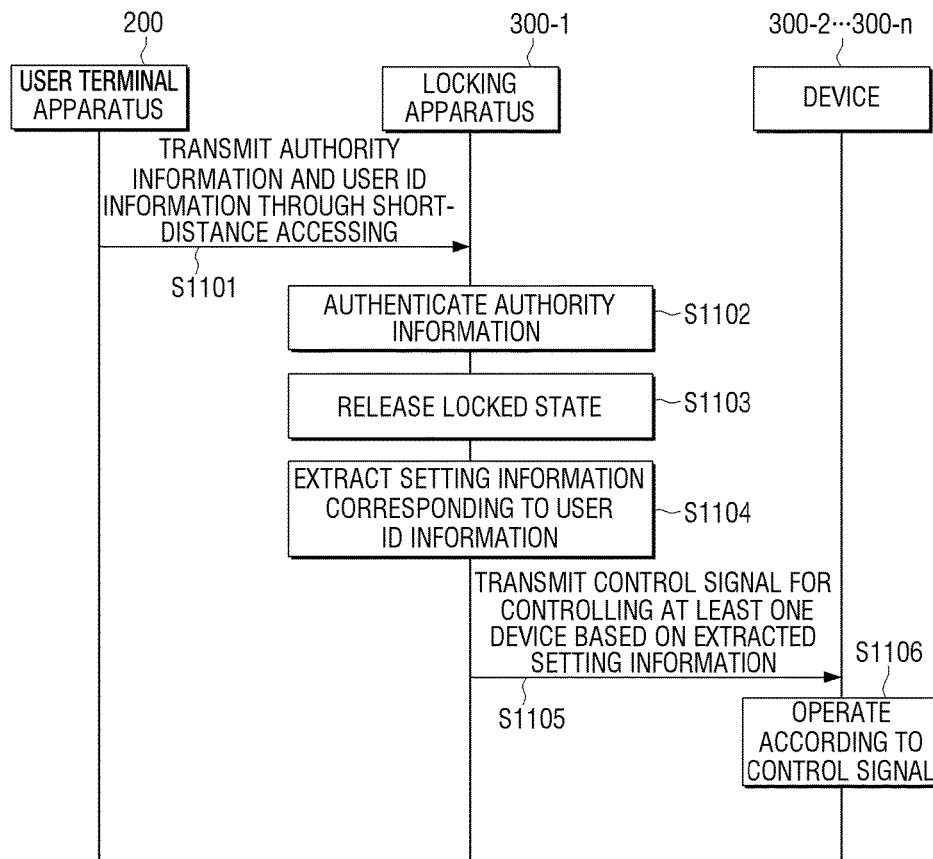 200
300-1
300-2···300-n
USER TERMINAL
APPARATUS
LOCKING
APPARATUS
DEVICE
TRANSMIT AUTHORITY
INFORMATION AND USER ID
INFORMATION THROUGH SHORT-
DISTANCE ACCESSING
S1101
AUTHENTICATE AUTHORITY
INFORMATION
S1102
RELEASE LOCKED STATE
S1103
EXTRACT SETTING INFORMATION
CORRESPONDING TO USER
ID INFORMATION
S1104
TRANSMIT CONTROL SIGNAL FOR
CONTROLLING AT LEAST ONE
DEVICE BASED ON EXTRACTED
SETTING INFORMATION
S1105
S1106
OPERATE
ACCORDING TO
CONTROL SIGNAL